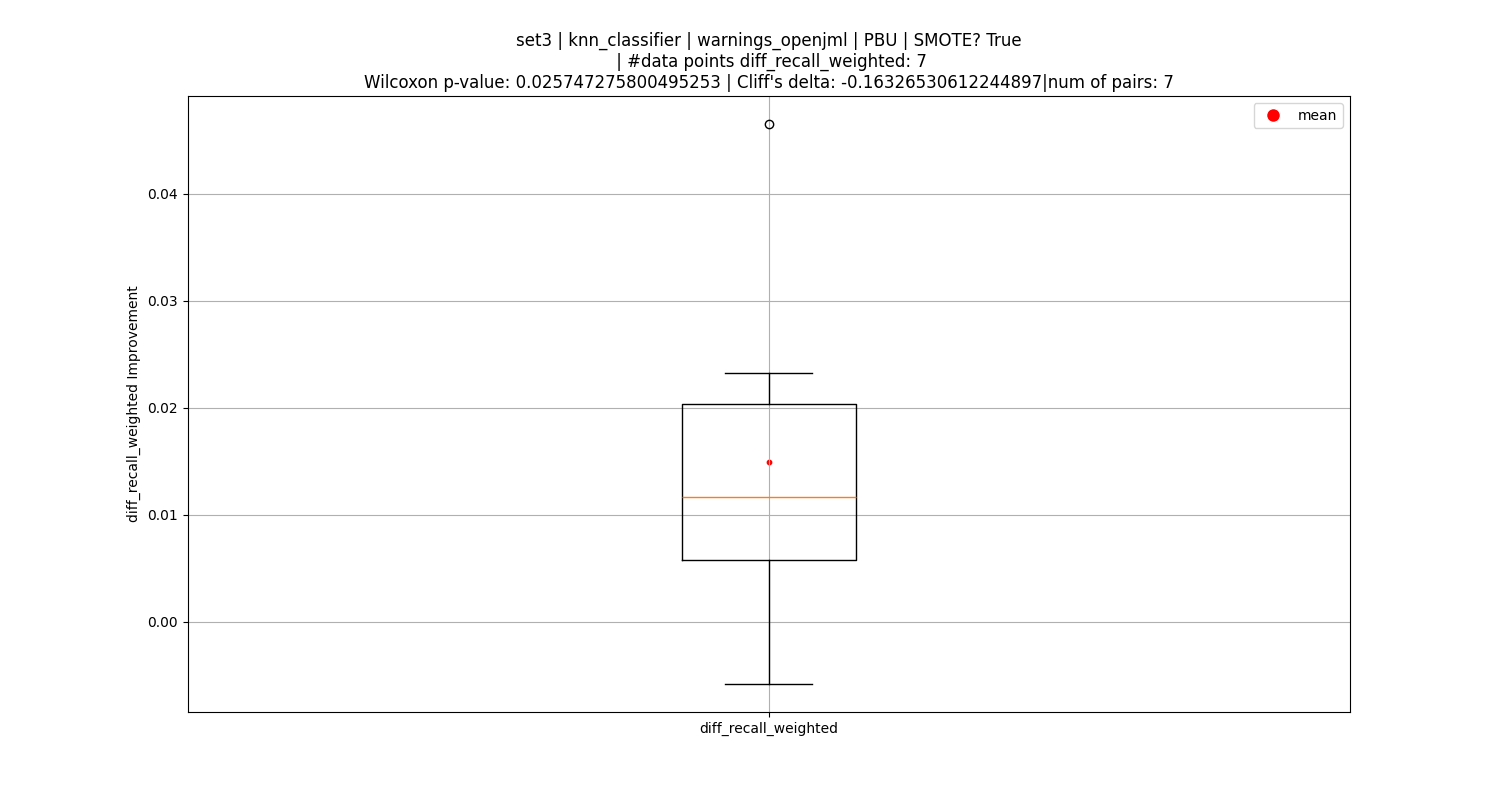 set3 | knn_classifier | warnings_openjml | PBU | SMOTE? True
| #data points diff_recall_weighted: 7
Wilcoxon p-value: 0.025747275800495253 | Cliff's delta: -0.16326530612244897|num of pairs: 7
mean
0.04
0.03
0.02
0.01
0.00
diff_recall_weighted Improvement
diff_recall_weighted